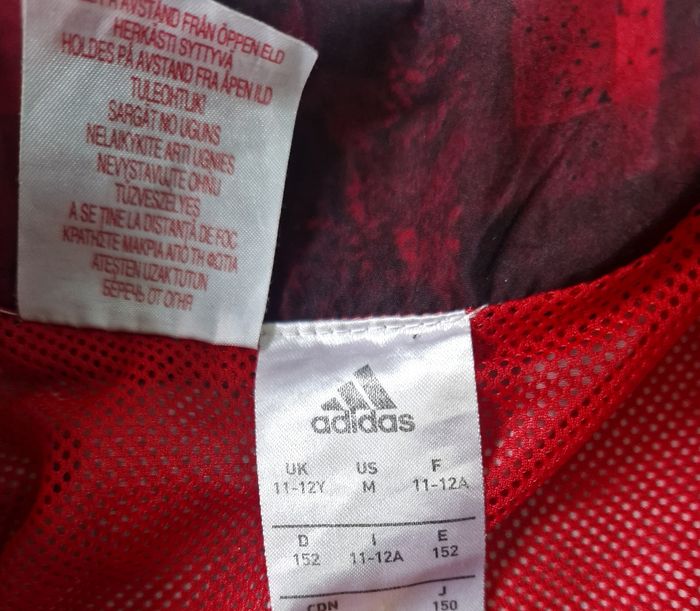 AVSTÅND FRÅN ÖPPEN ELD
HERKÄSTI SYTTYVÄ
HOLDES PÅ AVSTAND FRA ÅPEN ILD
TULEOHTLIK!
SARGĀT NO UGUNS
NELAIKYKITE ARTI UGNIES
NEVYSTAVUJTE OHNU
TŰZVESZÉLYES
A SE ȚINE LA DISTANȚĂ DE FOC
ΚΡΑΤΗΣΤΕ ΜΑΚΡΙΑ ΑΠΟ ΤΗ ΦΩΤΙΑ
ATEŞTEN UZAK TUTUN
БЕРЕЧЬ ОТ ОГНЯ
adidas
UK US F
11-12Y M 11-12A
D I E
152 11-12A 152
CDN J
150